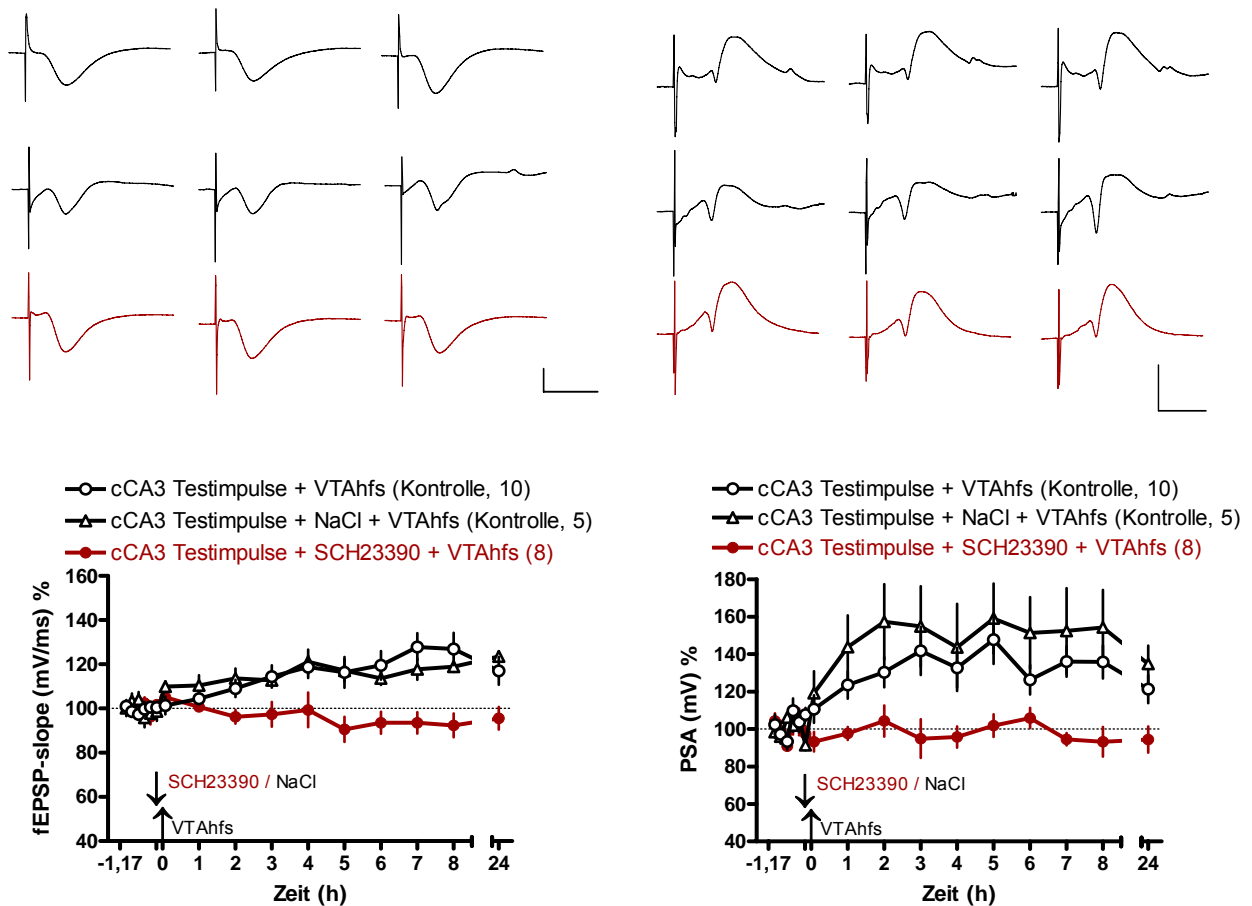 cCA3 Testimpulse + VTAhfs (Kontrolle, 10)
cCA3 Testimpulse + NaCl + VTAhfs (Kontrolle, 5)
cCA3 Testimpulse + SCH23390 + VTAhfs (8)
fEPSP-slope (mV/ms) %
160
140
120
100
80
60
40
SCH23390 / NaCl
VTAhfs
-1,17 0 1 2 3 4 5 6 7 8 24
Zeit (h)
cCA3 Testimpulse + VTAhfs (Kontrolle, 10)
cCA3 Testimpulse + NaCl + VTAhfs (Kontrolle, 5)
cCA3 Testimpulse + SCH23390 + VTAhfs (8)
PSA (mV) %
180
160
140
120
100
80
60
40
SCH23390 / NaCl
VTAhfs
-1,17 0 1 2 3 4 5 6 7 8 24
Zeit (h)